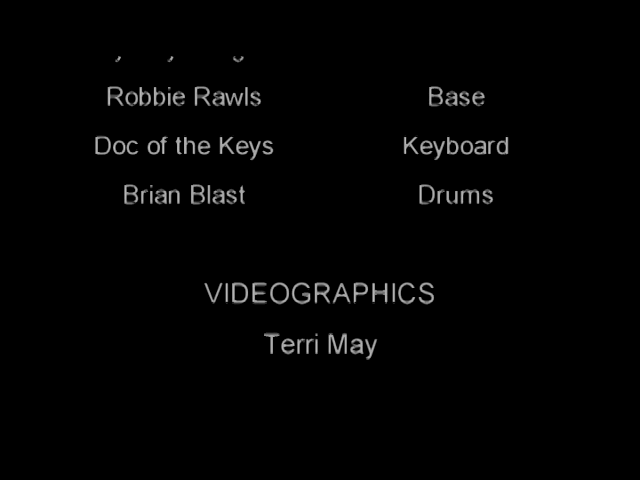 Robbie Rawls Base
Doc of the Keys Keyboard
Brian Blast Drums
VIDEOGRAPHICS
Terri May